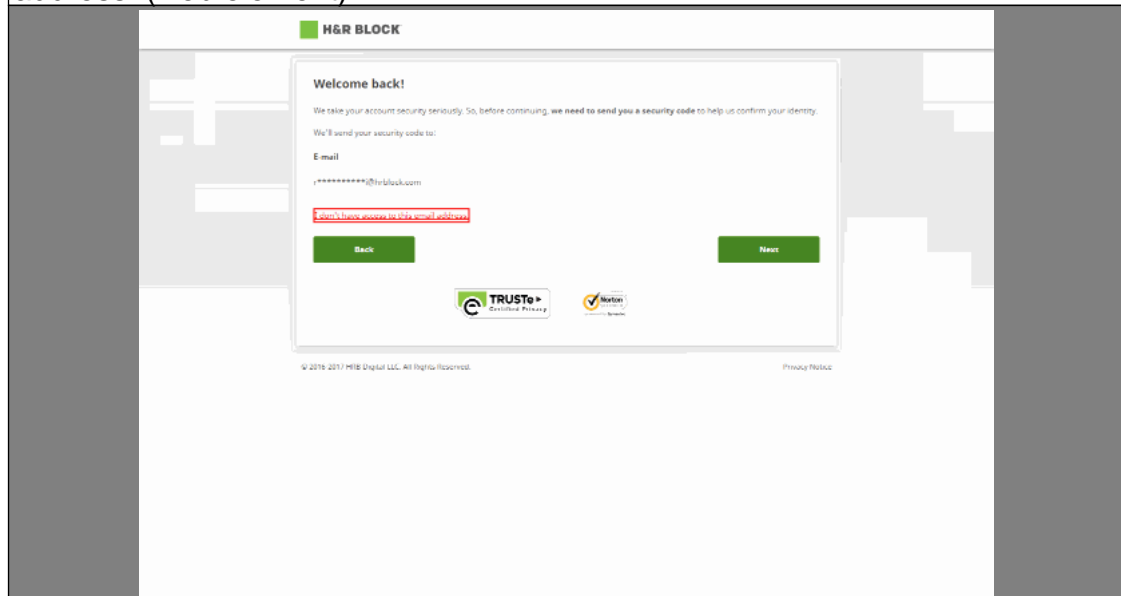 H&R BLOCK
Welcome back!
We take your account security seriously. So, before continuing, we need to send you a security code to help us confirm your identity.
We'll send your security code to:
E-mail
r**********i@hrblock.com
I don't have access to this email address.
Back
Next
TRUSTe
Certified Privacy
Norton
powered by Symantec
© 2016-2017 HRB Digital LLC. All Rights Reserved.
Privacy Notice